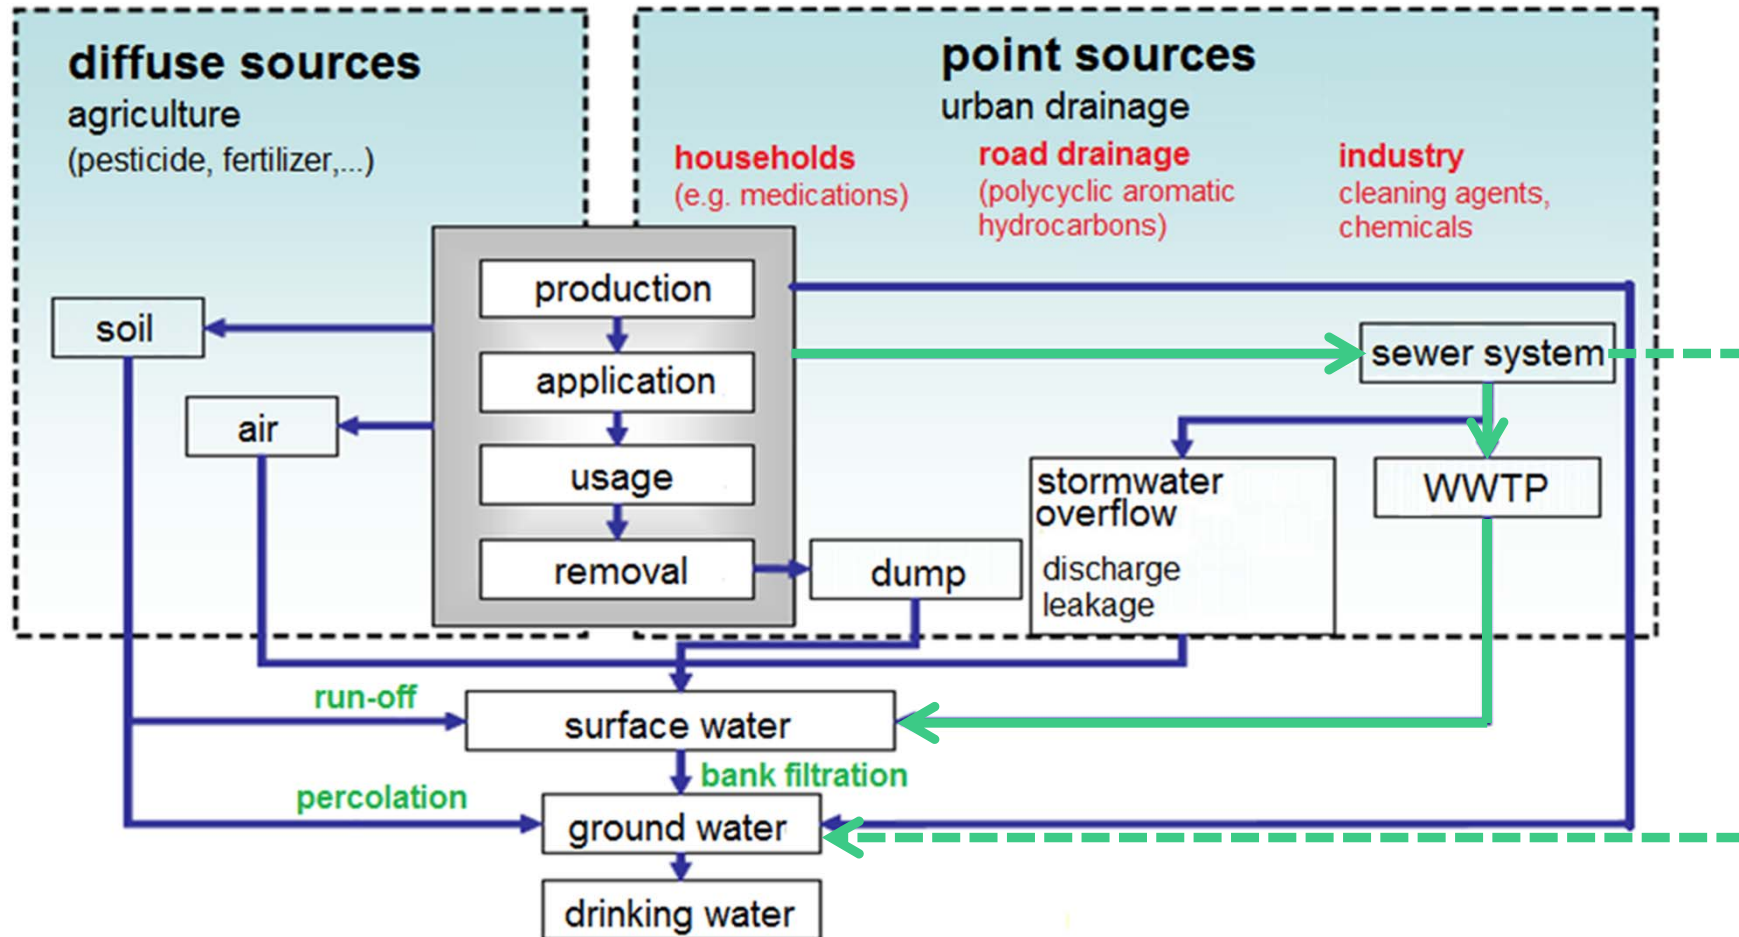 diffuse sources
agriculture
(pesticide, fertilizer,...)
point sources
urban drainage
households
(e.g. medications)
road drainage
(polycyclic aromatic
hydrocarbons)
industry
cleaning agents,
chemicals
production
application
usage
removal
soil
air
dump
sewer system
stormwater
overflow
discharge
leakage
WWTP
run-off
surface water
bank filtration
percolation
ground water
drinking water